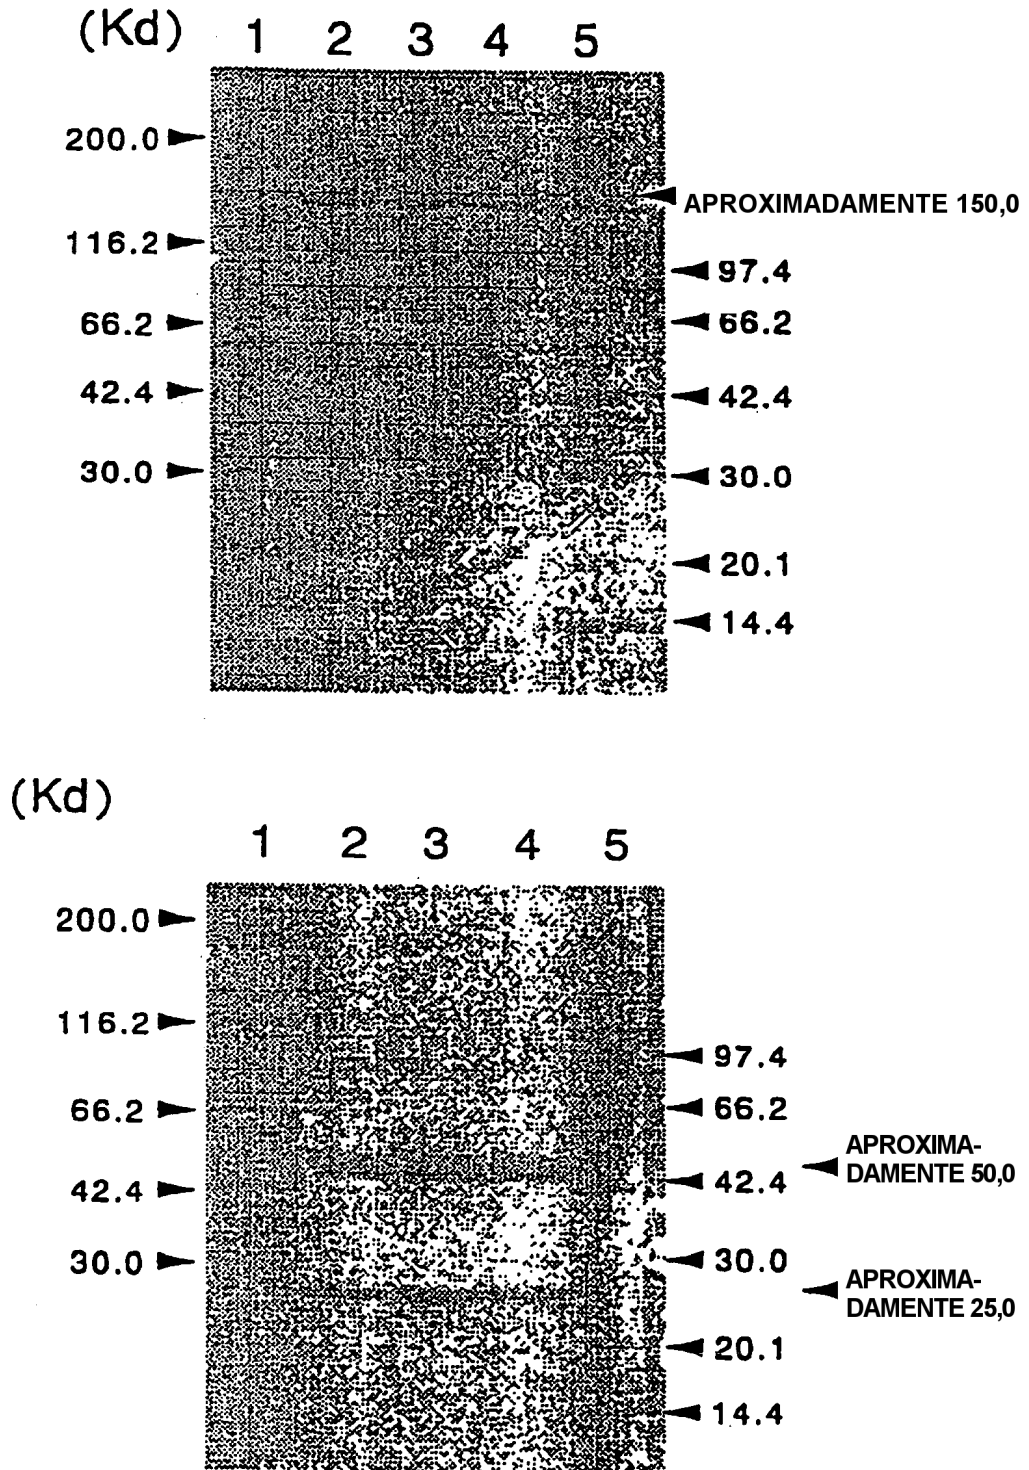 (Kd) 1 2 3 4 5
200.0
APROXIMADAMENTE 150,0
116.2
97.4
66.2 66.2
42.4 42.4
30.0 30.0
20.1
14.4
(Kd)
1 2 3 4 5
200.0
116.2
97.4
66.2 66.2
APROXIMA-
DAMENTE 50,0
42.4 42.4
30.0 30.0
APROXIMA-
DAMENTE 25,0
20.1
14.4